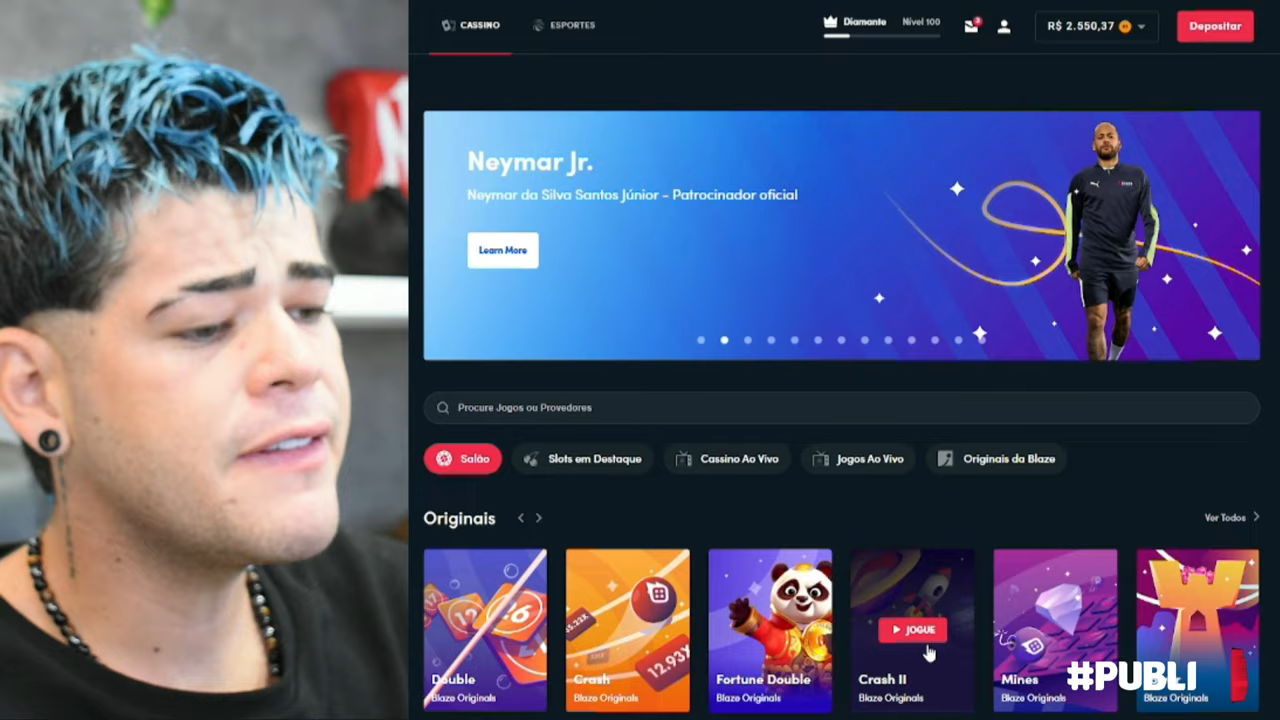 CASSINO
ESPORTES
Diamante Nível 100
3
R$ 2.550,37
Depositar
Neymar Jr.
Neymar da Silva Santos Júnior - Patrocinador oficial
Learn More
Procure Jogos ou Provedores
Salão
Slots em Destaque
Cassino Ao Vivo
Jogos Ao Vivo
Originais da Blaze
Originais
Ver Todos
Double
Blaze Originals
Crash
12.93X
Blaze Originals
Fortune Double
Blaze Originals
JOGUE
Crash II
Blaze Originals
Mines
Blaze Originals
Blaze Originals
#PUBLI